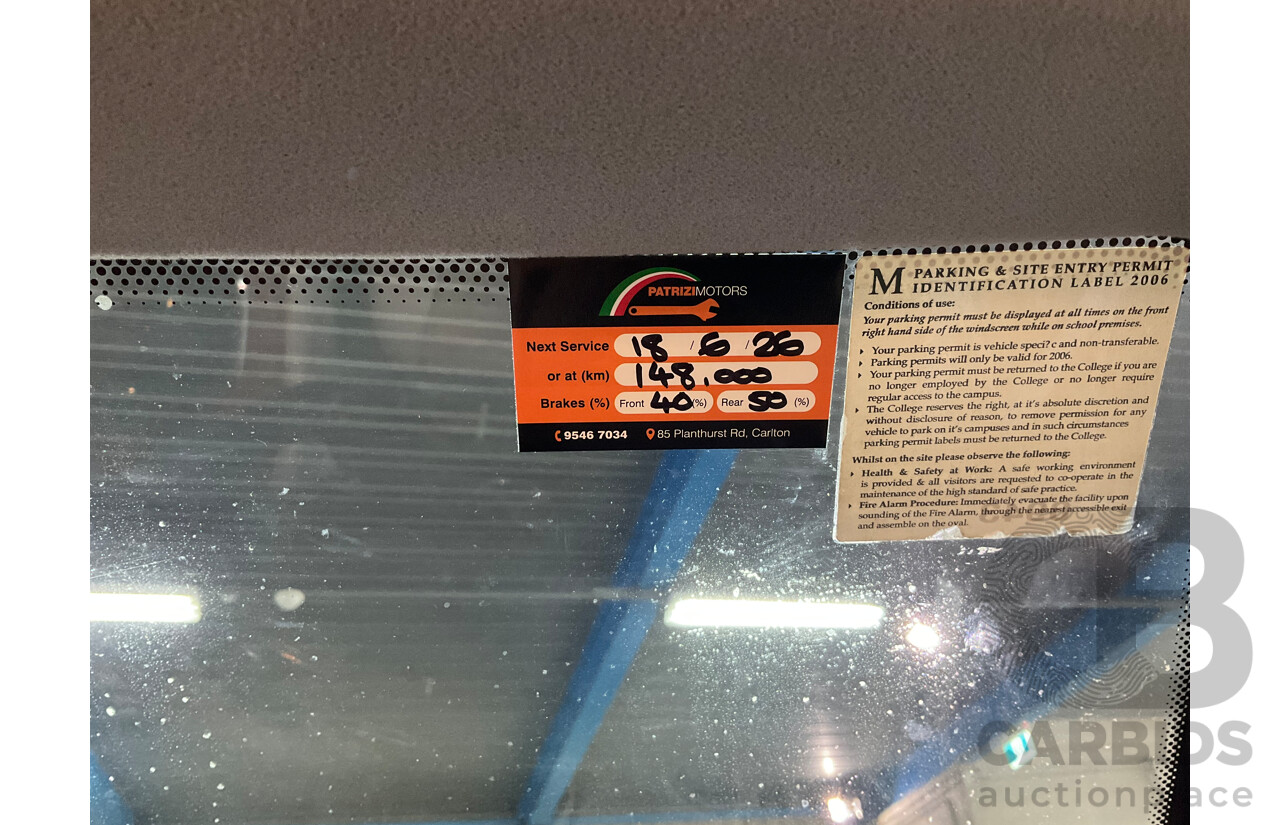 PATRIZIMOTORS
Next Service 18 / 6 / 26
or at (km) 148,000
Brakes (%) Front 40 (%) Rear 50 (%)
9546 7034 85 Planthurst Rd, Carlton
M PARKING & SITE ENTRY PERMIT
IDENTIFICATION LABEL 2006
Conditions of use:
Your parking permit must be displayed at all times on the front
right hand side of the windscreen while on school premises.
Your parking permit is vehicle speci?c and non-transferable.
Parking permits will only be valid for 2006.
Your parking permit must be returned to the College if you are
no longer employed by the College or no longer require
regular access to the campus.
The College reserves the right, at it's absolute discretion and
without disclosure of reason, to remove permission for any
vehicle to park on it's campuses and in such circumstances
parking permit labels must be returned to the College.
Whilst on the site please observe the following:
Health & Safety at Work: A safe working environment
is provided & all visitors are requested to co-operate in the
maintenance of the high standard of safe practice.
Fire Alarm Procedure: Immediately evacuate the facility upon
sounding of the Fire Alarm, through the nearest accessible exit
and assemble on the oval.
B
CARBIDS
auctionplace